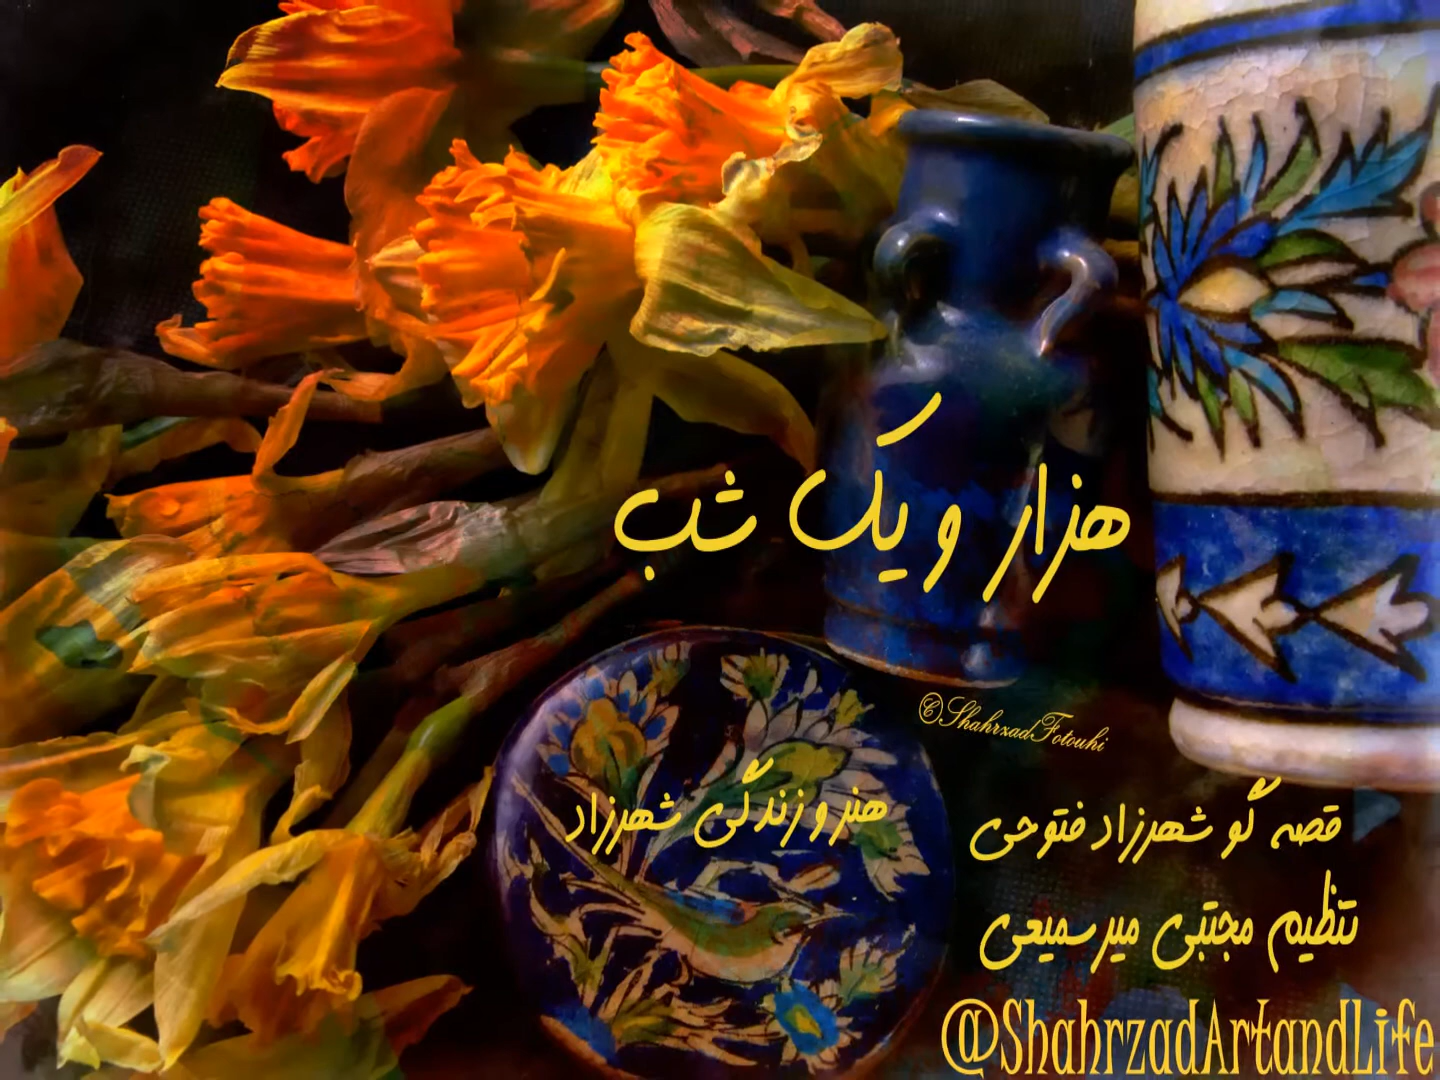 هزار و یک شب
©ShahrzadFotouhi
هنر و زندگی شهرزاد
قصه گو شهرزاد فتوحی
تنظیم مجتبی میرسمیعی
@ShahrzadArtandLife